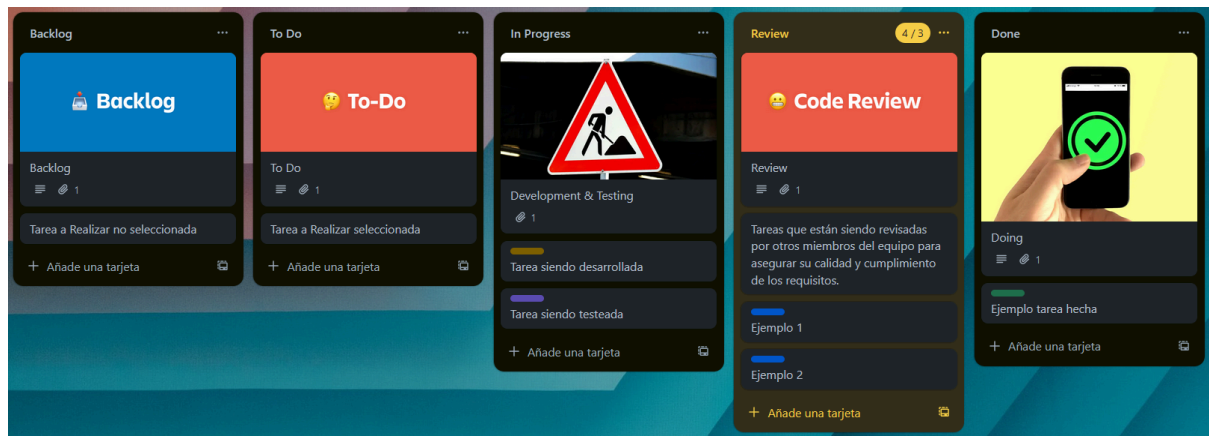 Backlog
Backlog
Backlog
1
Tarea a Realizar no seleccionada
Añade una tarjeta
To Do
To-Do
To Do
1
Tarea a Realizar seleccionada
Añade una tarjeta
In Progress
Development & Testing
1
Tarea siendo desarrollada
Tarea siendo testeada
Añade una tarjeta
Review
4 / 3
Code Review
Review
1
Tareas que están siendo revisadas
por otros miembros del equipo para
asegurar su calidad y cumplimiento
de los requisitos.
Ejemplo 1
Ejemplo 2
Añade una tarjeta
Done
Doing
1
Ejemplo tarea hecha
Añade una tarjeta